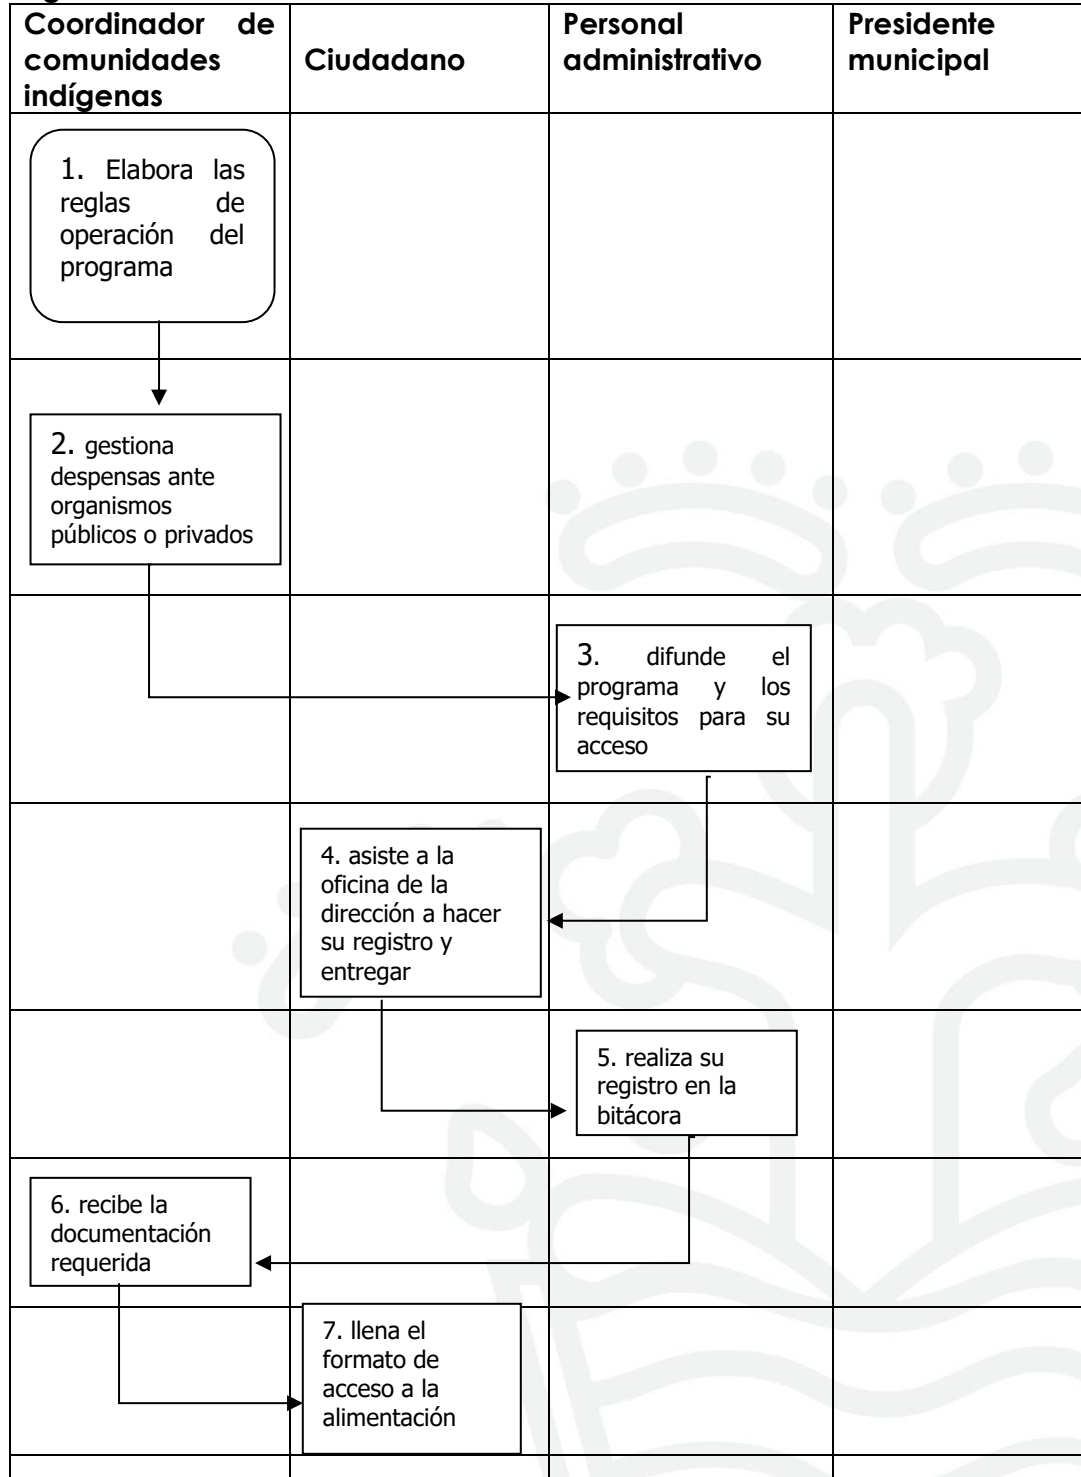 Coordinador de
comunidades
indígenas
Ciudadano
Personal
administrativo
Presidente
municipal
1. Elabora las
reglas de
operación del
programa
2. gestiona
despensas ante
organismos
públicos o privados
3. difunde el
programa y los
requisitos para su
acceso
4. asiste a la
oficina de la
dirección a hacer
su registro y
entregar
5. realiza su
registro en la
bitácora
6. recibe la
documentación
requerida
7. llena el
formato de
acceso a la
alimentación